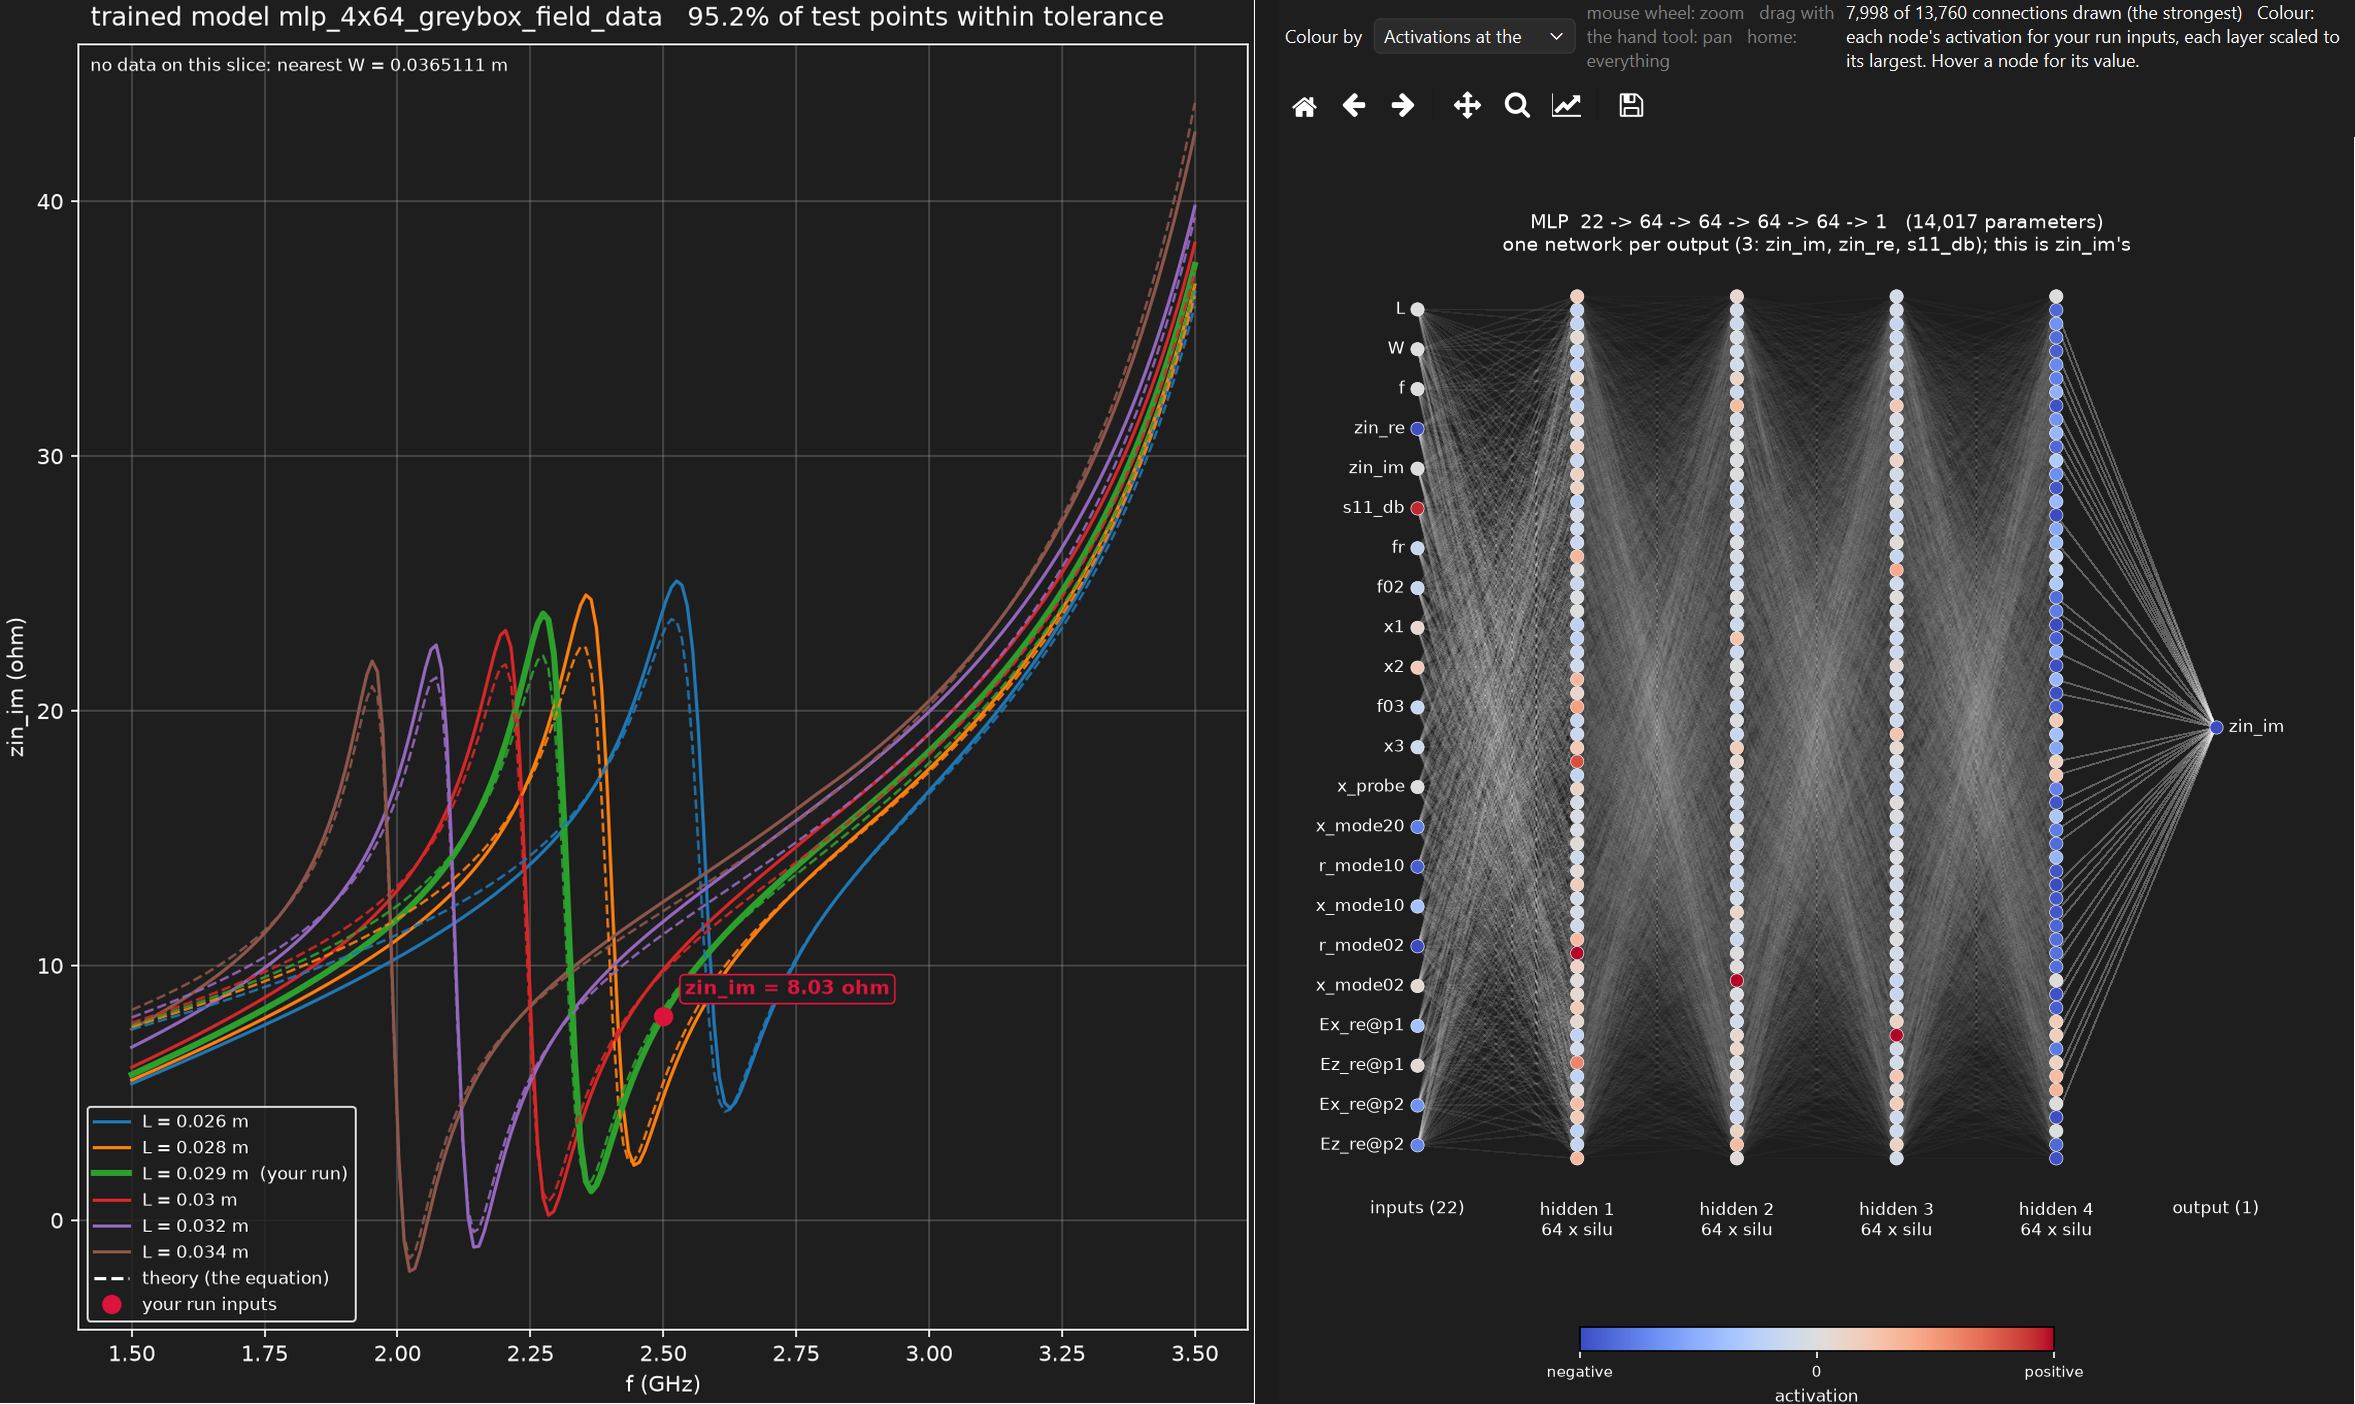 trained model mlp_4x64_greybox_field_data   95.2% of test points within tolerance
no data on this slice: nearest W = 0.0365111 m
40
30
20
10
0
zin_im (ohm)
zin_im = 8.03 ohm
L = 0.026 m
L = 0.028 m
L = 0.029 m  (your run)
L = 0.03 m
L = 0.032 m
L = 0.034 m
theory (the equation)
your run inputs
1.50 1.75 2.00 2.25 2.50 2.75 3.00 3.25 3.50
f (GHz)
Colour by
Activations at the
mouse wheel: zoom   drag with
the hand tool: pan   home:
everything
7,998 of 13,760 connections drawn (the strongest)   Colour:
each node's activation for your run inputs, each layer scaled to
its largest. Hover a node for its value.
MLP  22 -> 64 -> 64 -> 64 -> 64 -> 1   (14,017 parameters)
one network per output (3: zin_im, zin_re, s11_db); this is zin_im's
L
W
f
zin_re
zin_im
s11_db
fr
f02
x1
x2
f03
x3
x_probe
x_mode20
r_mode10
x_mode10
r_mode02
x_mode02
Ex_re@p1
Ez_re@p1
Ex_re@p2
Ez_re@p2
zin_im
inputs (22)
hidden 1
64 x silu
hidden 2
64 x silu
hidden 3
64 x silu
hidden 4
64 x silu
output (1)
negative 0 positive
activation